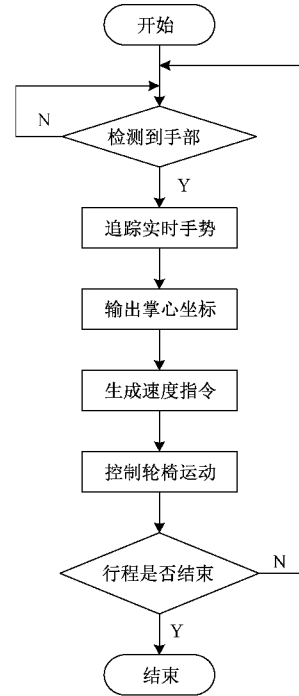 开始
检测到手部
N
Y
追踪实时手势
输出掌心坐标
生成速度指令
控制轮椅运动
行程是否结束
N
Y
结束